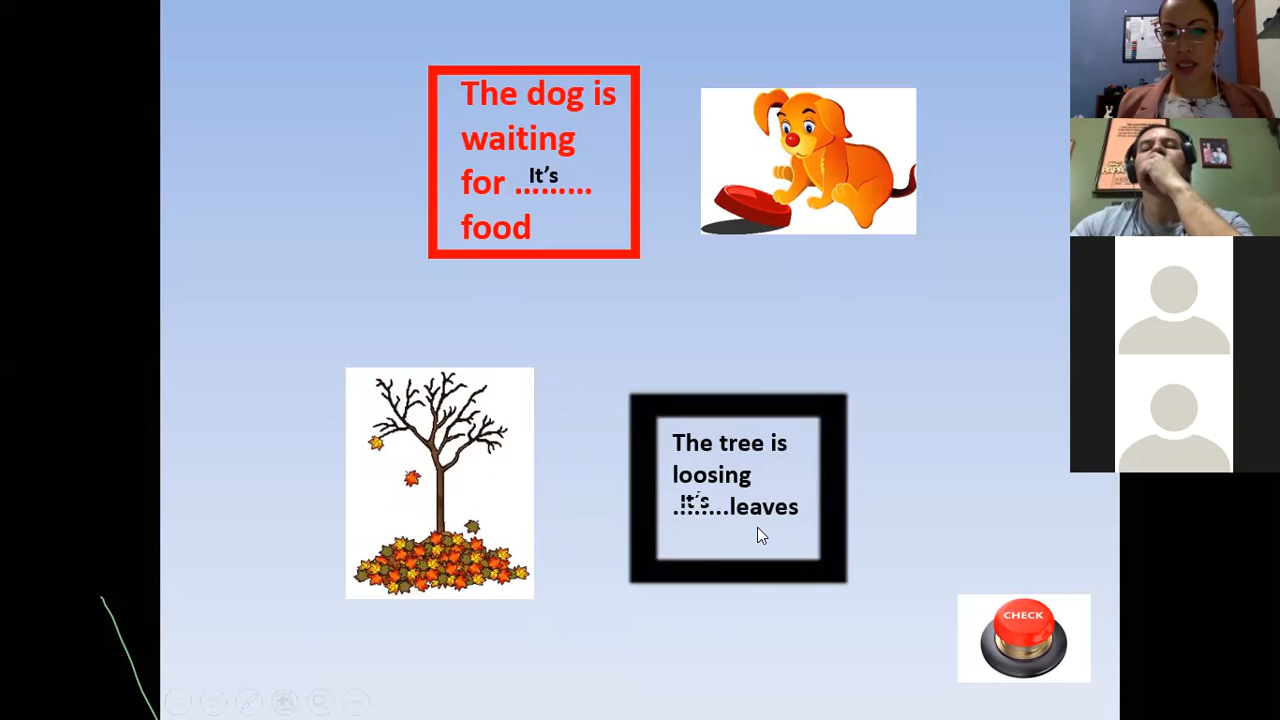 The dog is
waiting
for ……… It's
food
The tree is
loosing
It´s
.......leaves
CHECK